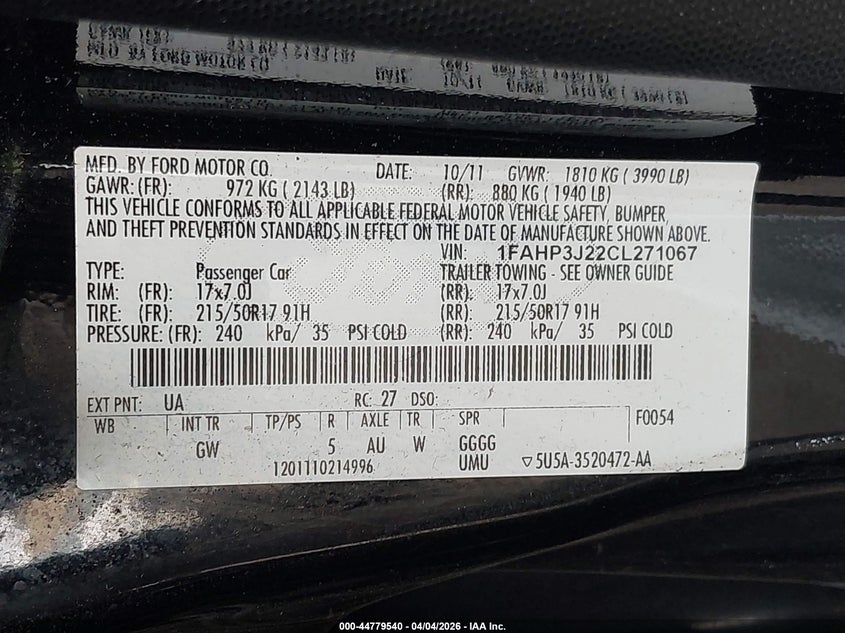 MFD. BY FORD MOTOR CO. DATE: 10/11 GVWR: 1810 KG ( 3990 LB)
GAWR: (FR): 972 KG ( 2143 LB) (RR): 880 KG ( 1940 LB)
THIS VEHICLE CONFORMS TO ALL APPLICABLE FEDERAL MOTOR VEHICLE SAFETY, BUMPER,
AND THEFT PREVENTION STANDARDS IN EFFECT ON THE DATE OF MANUFACTURE SHOWN ABOVE.
VIN: 1FAHP3J22CL271067
TYPE: Passenger Car TRAILER TOWING - SEE OWNER GUIDE
RIM: (FR): 17x7.0J (RR): 17x7.0J
TIRE: (FR): 215/50R17 91H (RR): 215/50R17 91H
PRESSURE: (FR): 240 kPa/ 35 PSI COLD (RR): 240 kPa/ 35 PSI COLD
EXT PNT: UA RC: 27 DSO:
WB INT TR TP/PS R AXLE TR SPR F0054
GW 5 AU W GGGG
1201110214996 UMU ▽5U5A-3520472-AA
000-44779540 - 04/04/2026 - IAA Inc.